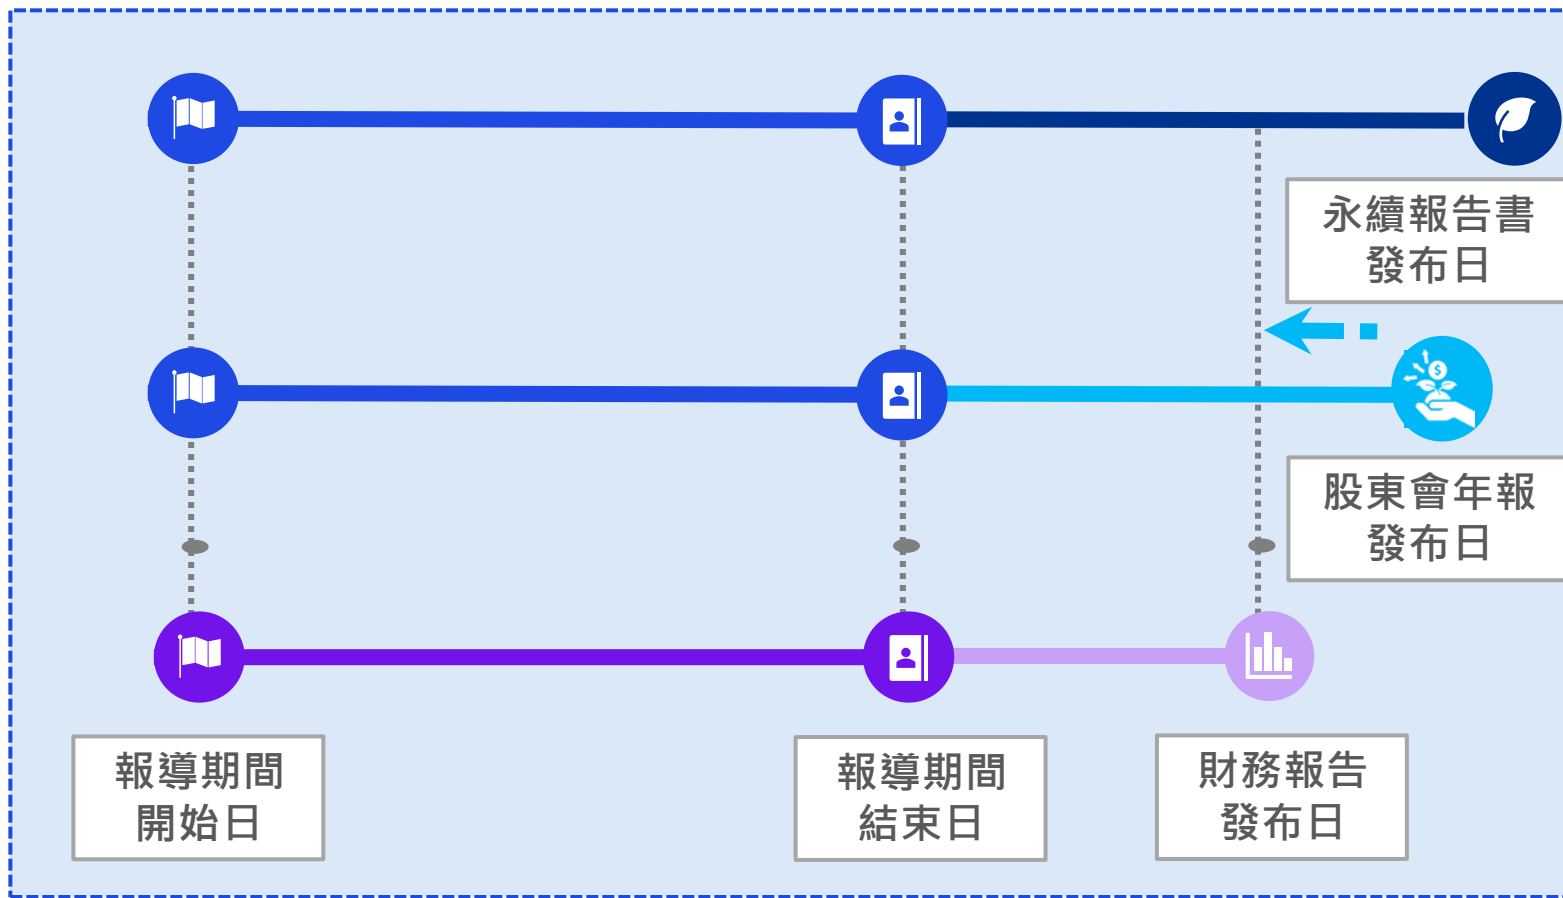 永續報告書
發布日
股東會年報
發布日
報導期間
開始日
報導期間
結束日
財務報告
發布日